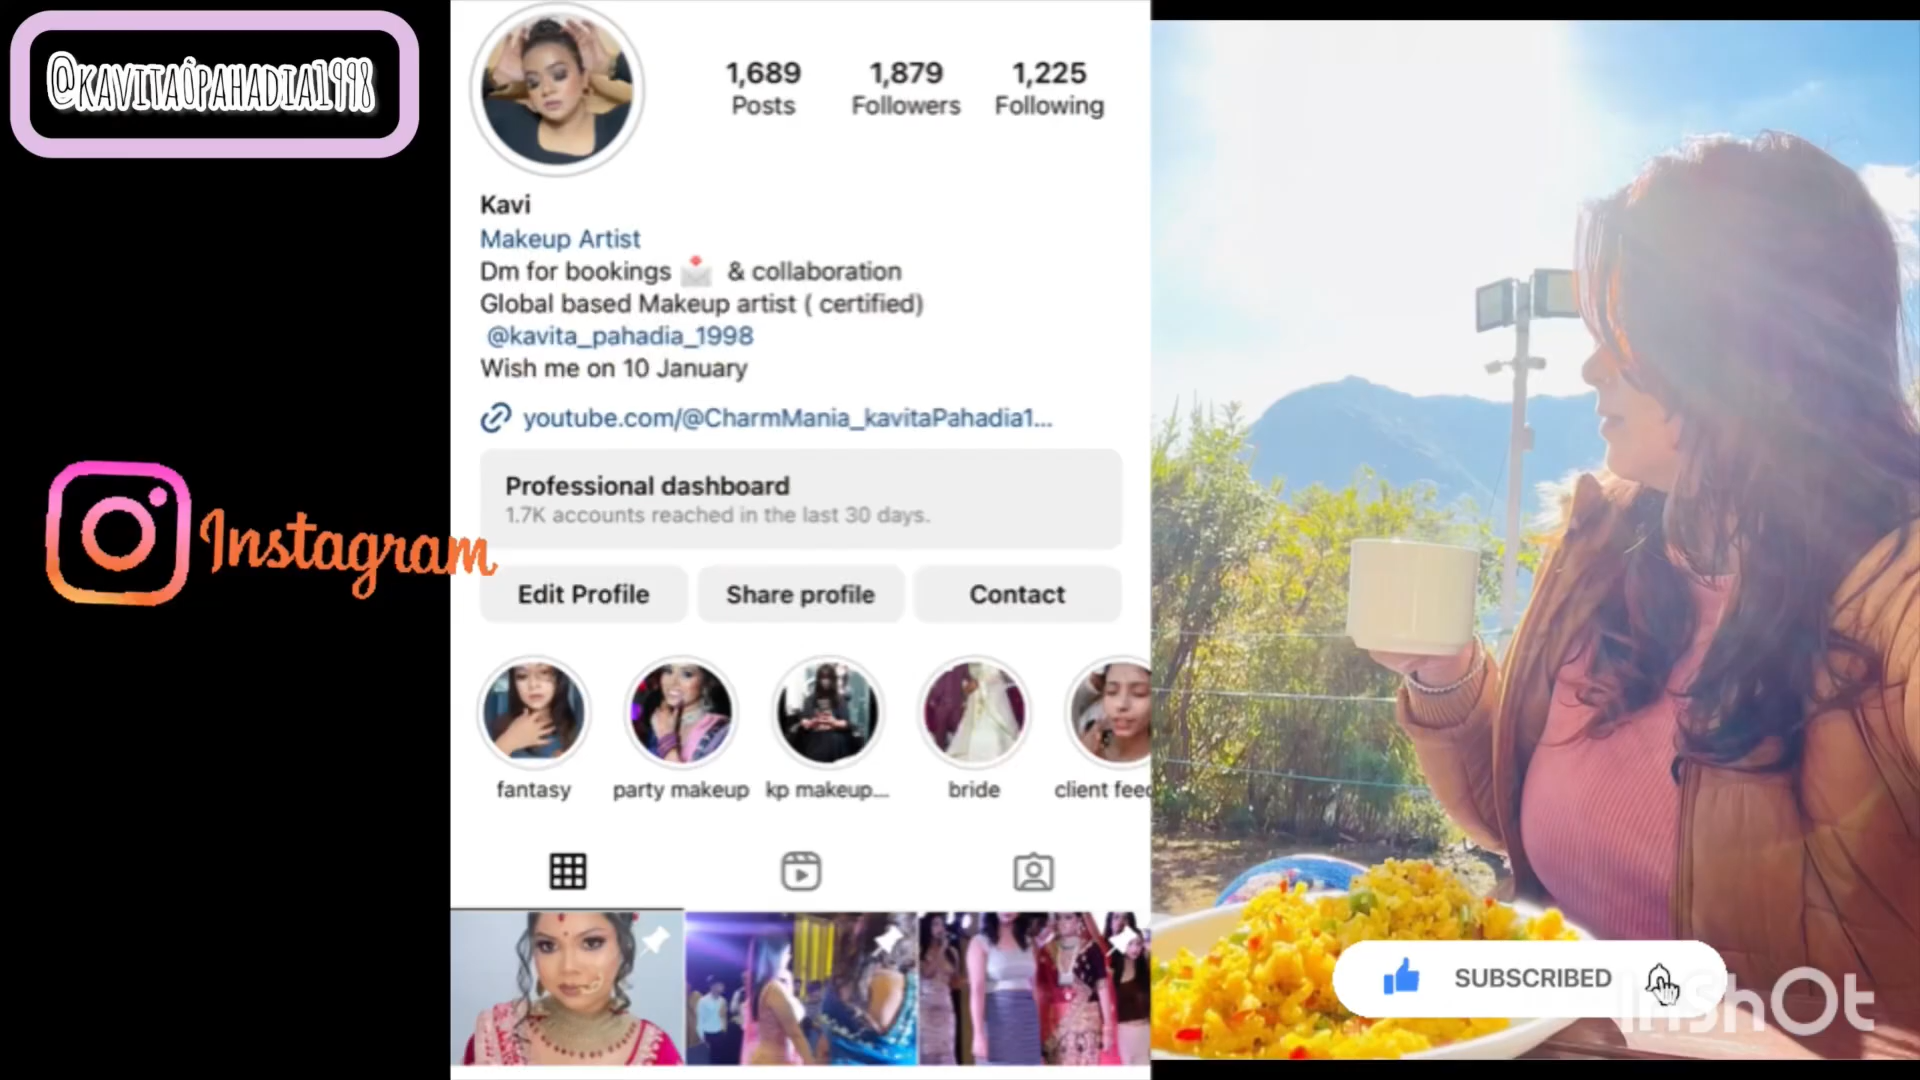 @KAVITAÓPAHADIA1998
1,689 1,879 1,225
Posts Followers Following
Kavi
Makeup Artist
Dm for bookings & collaboration
Global based Makeup artist ( certified)
@kavita_pahadia_1998
Wish me on 10 January
youtube.com/@CharmMania_kavitaPahadia1...
Professional dashboard
1.7K accounts reached in the last 30 days.
Instagram
Edit Profile Share profile Contact
fantasy party makeup kp makeup... bride client feed
SUBSCRIBED
InShOt